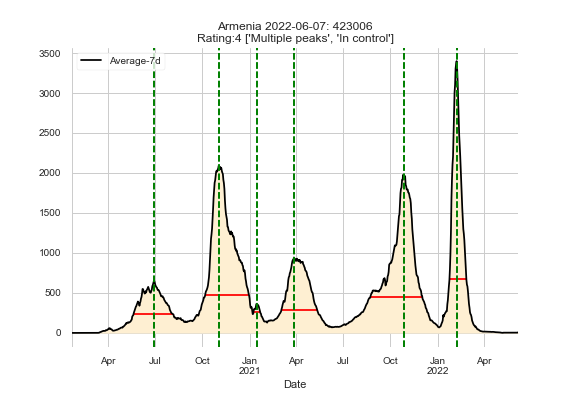 Armenia 2022-06-07: 423006
Rating:4 ['Multiple peaks', 'In control']
Average-7d
3500
3000
2500
2000
1500
1000
500
0
Apr Jul Oct Jan Apr Jul Oct Jan Apr
2021 2022
Date